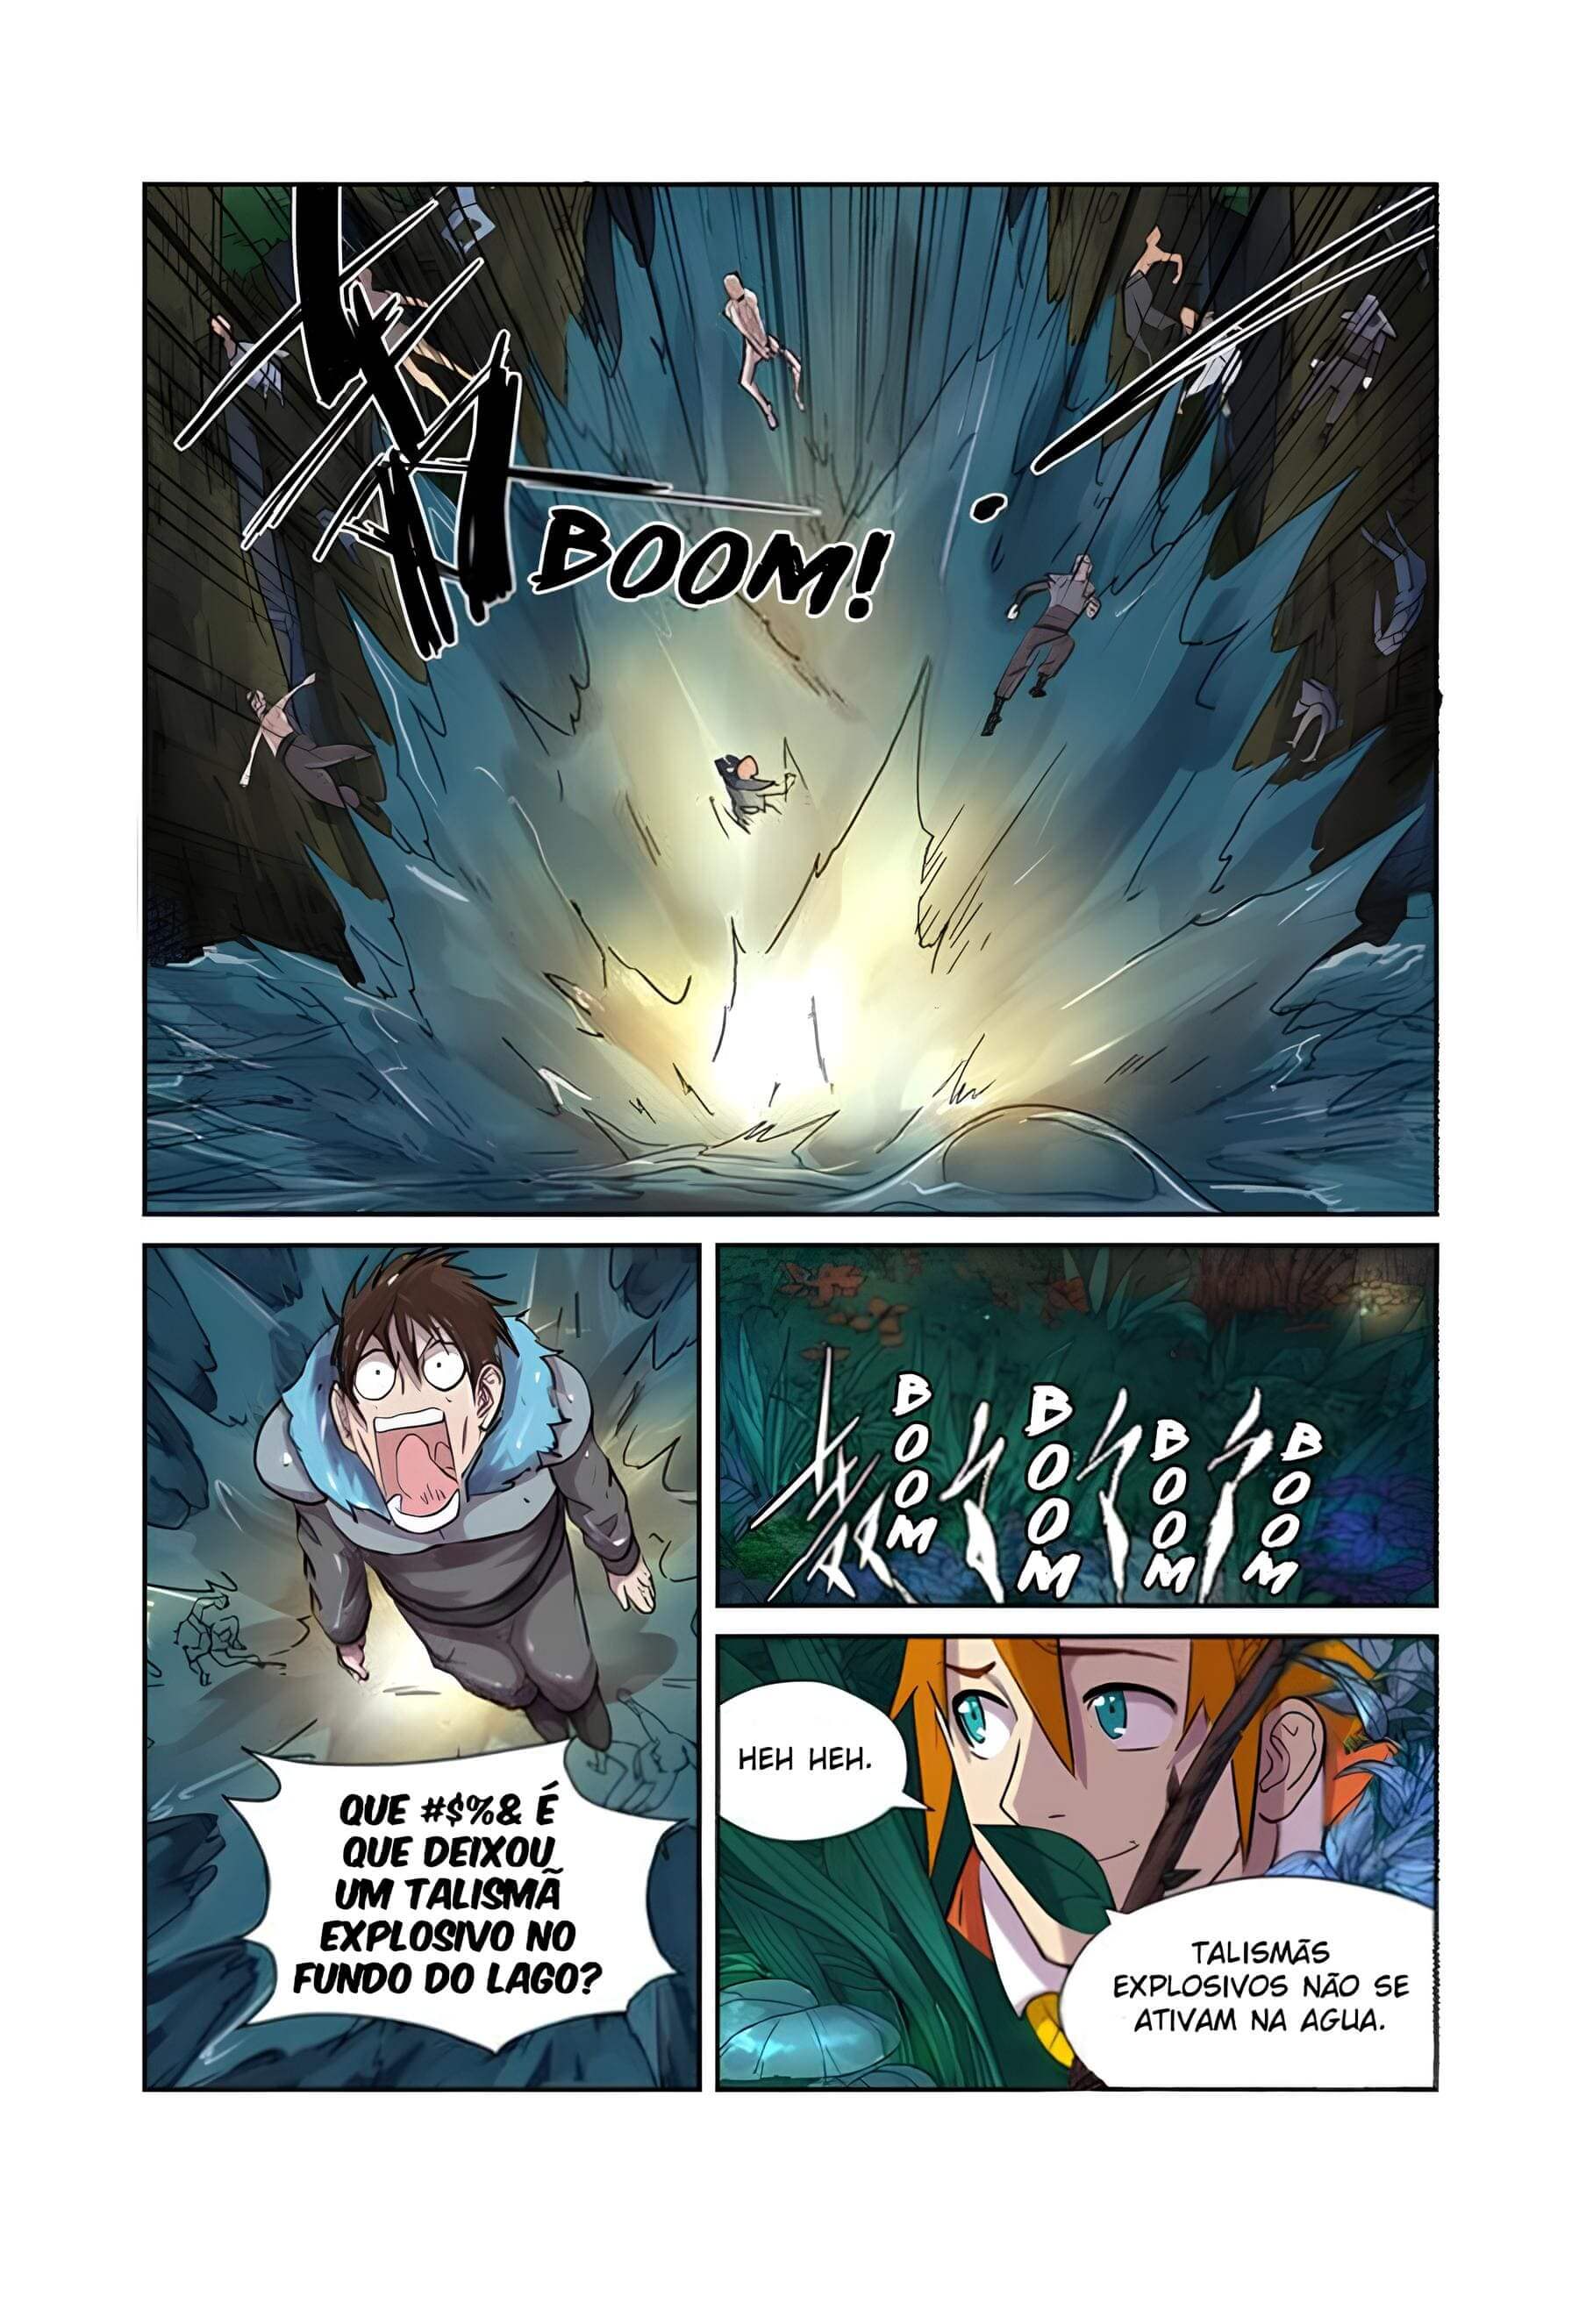 BOOM!
BOOM
BOOM
BOOM
BOOM
QUE #$%& É
QUE DEIXOU
UM TALISMÃ
EXPLOSIVO NO
FUNDO DO LAGO?
HEH HEH.
TALISMÃS
EXPLOSIVOS NÃO SE
ATIVAM NA AGUA.